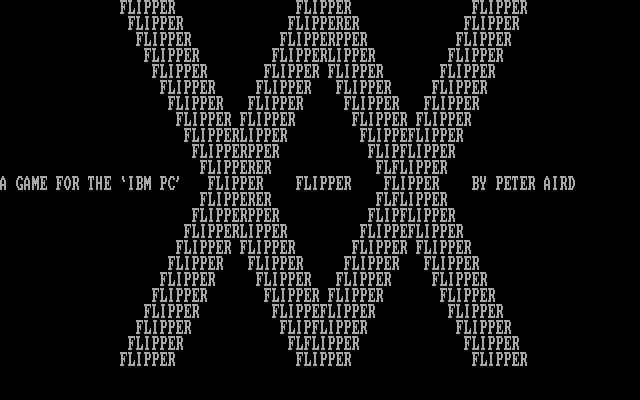 FLIPPER FLIPPER FLIPPER
FLIPPER FLIPPERER FLIPPER
FLIPPER FLIPPERPPER FLIPPER
FLIPPER FLIPPERLIPPER FLIPPER
FLIPPER FLIPPER FLIPPER FLIPPER
FLIPPER FLIPPER FLIPPER FLIPPER
FLIPPER FLIPPER FLIPPER FLIPPER
FLIPPER FLIPPER FLIPPER FLIPPER
FLIPPERLIPPER FLIPPEFLIPPER
FLIPPERPPER FLIPFLIPPER
FLIPPERER FLFLIPPER
A GAME FOR THE `IBM PC' FLIPPER FLIPPER FLIPPER BY PETER AIRD
FLIPPERER FLFLIPPER
FLIPPERPPER FLIPFLIPPER
FLIPPERLIPPER FLIPPEFLIPPER
FLIPPER FLIPPER FLIPPER FLIPPER
FLIPPER FLIPPER FLIPPER FLIPPER
FLIPPER FLIPPER FLIPPER FLIPPER
FLIPPER FLIPPER FLIPPER FLIPPER
FLIPPER FLIPPEFLIPPER FLIPPER
FLIPPER FLIPFLIPPER FLIPPER
FLIPPER FLFLIPPER FLIPPER
FLIPPER FLIPPER FLIPPER